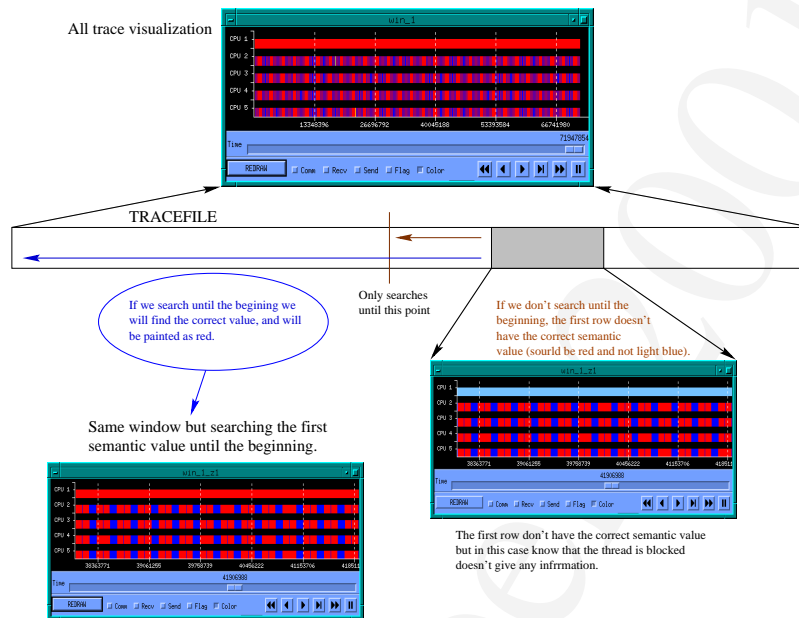 All trace visualization
win_1
CPU 1
CPU 2
CPU 3
CPU 4
CPU 5
13348396 26696792 40045188 53393584 66741980
71947854
Time
REDRAW Comm Recv Send Flag Color
TRACEFILE
If we search until the begining we
will find the correct value, and will
be painted as red.
Only searches
until this point
If we don't search until the
beginning, the first row doesn't
have the correct semantic
value (sourld be red and not light blue).
win_1_z1
CPU 1
CPU 2
CPU 3
CPU 4
CPU 5
38363771 39061255 39758739 40456222 41153706 418511
41906988
Time
REDRAW Comm Recv Send Flag Color
The first row don't have the correct semantic value
but in this case know that the thread is blocked
doesn't give any infrmation.
Same window but searching the first
semantic value until the beginning.
win_1_z1
CPU 1
CPU 2
CPU 3
CPU 4
CPU 5
38363771 39061255 39758739 40456222 41153706 418511
41906988
Time
REDRAW Comm Recv Send Flag Color